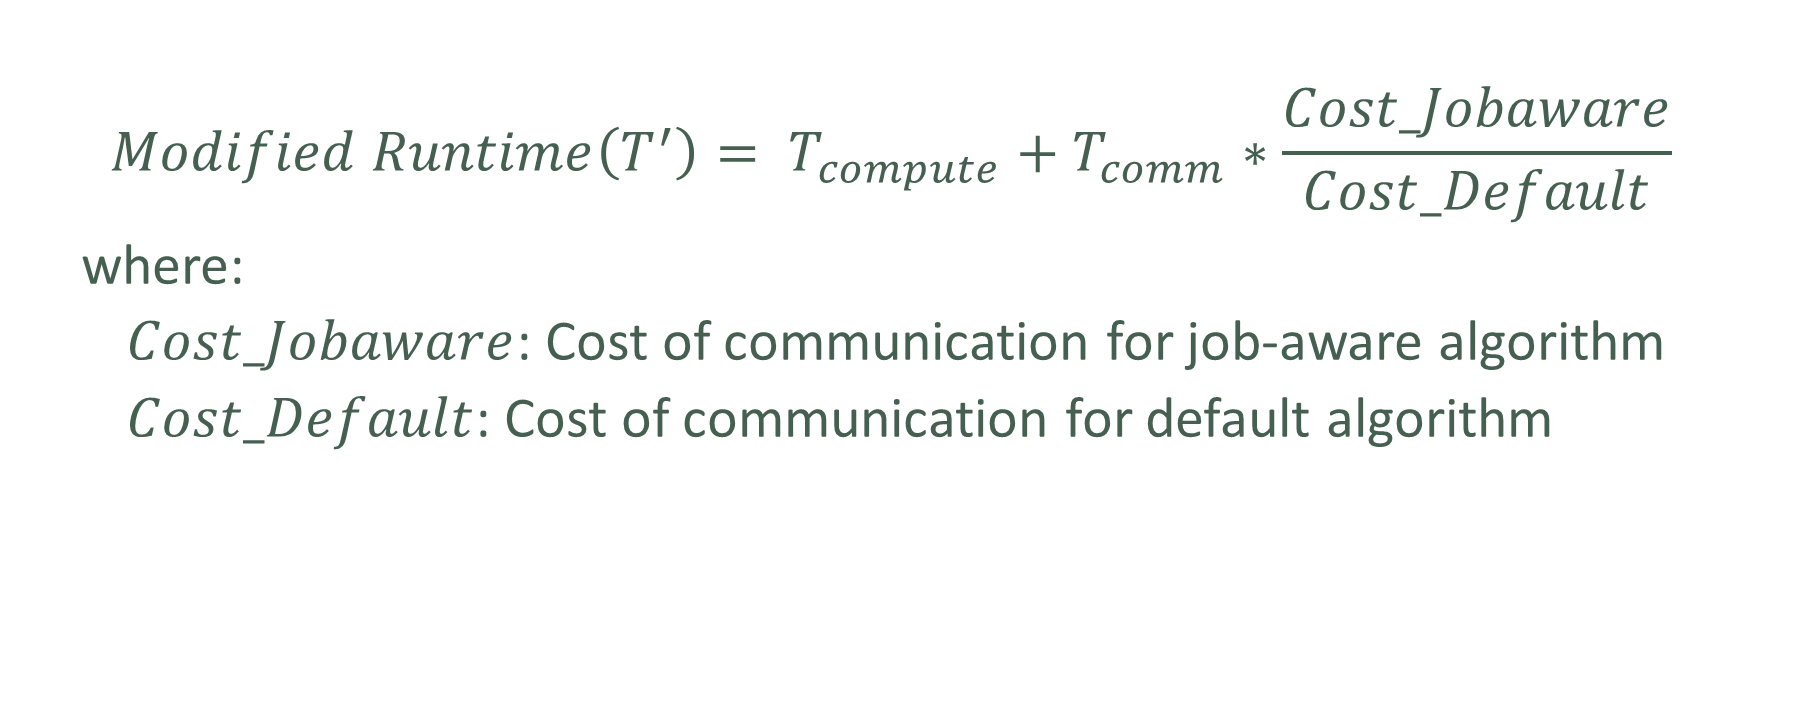 Modified Runtime(T′) = T_compute + T_comm * Cost_Jobaware / Cost_Default
where:
Cost_Jobaware: Cost of communication for job-aware algorithm
Cost_Default: Cost of communication for default algorithm